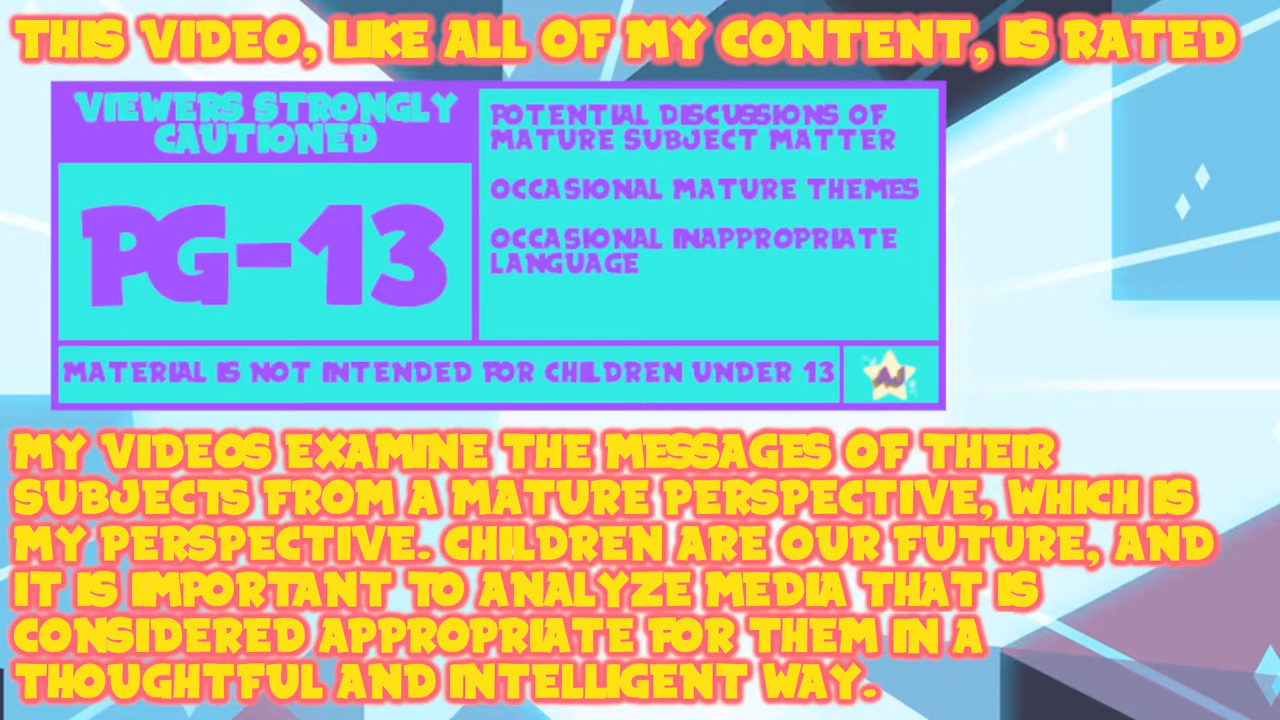 THIS VIDEO, LIKE ALL OF MY CONTENT, IS RATED
VIEWERS STRONGLY
CAUTIONED
PG-13
POTENTIAL DISCUSSIONS OF
MATURE SUBJECT MATTER
OCCASIONAL MATURE THEMES
OCCASIONAL INAPPROPRIATE
LANGUAGE
MATERIAL IS NOT INTENDED FOR CHILDREN UNDER 13
AJ
MY VIDEOS EXAMINE THE MESSAGES OF THEIR
SUBJECTS FROM A MATURE PERSPECTIVE, WHICH IS
MY PERSPECTIVE. CHILDREN ARE OUR FUTURE, AND
IT IS IMPORTANT TO ANALYZE MEDIA THAT IS
CONSIDERED APPROPRIATE FOR THEM IN A
THOUGHTFUL AND INTELLIGENT WAY.